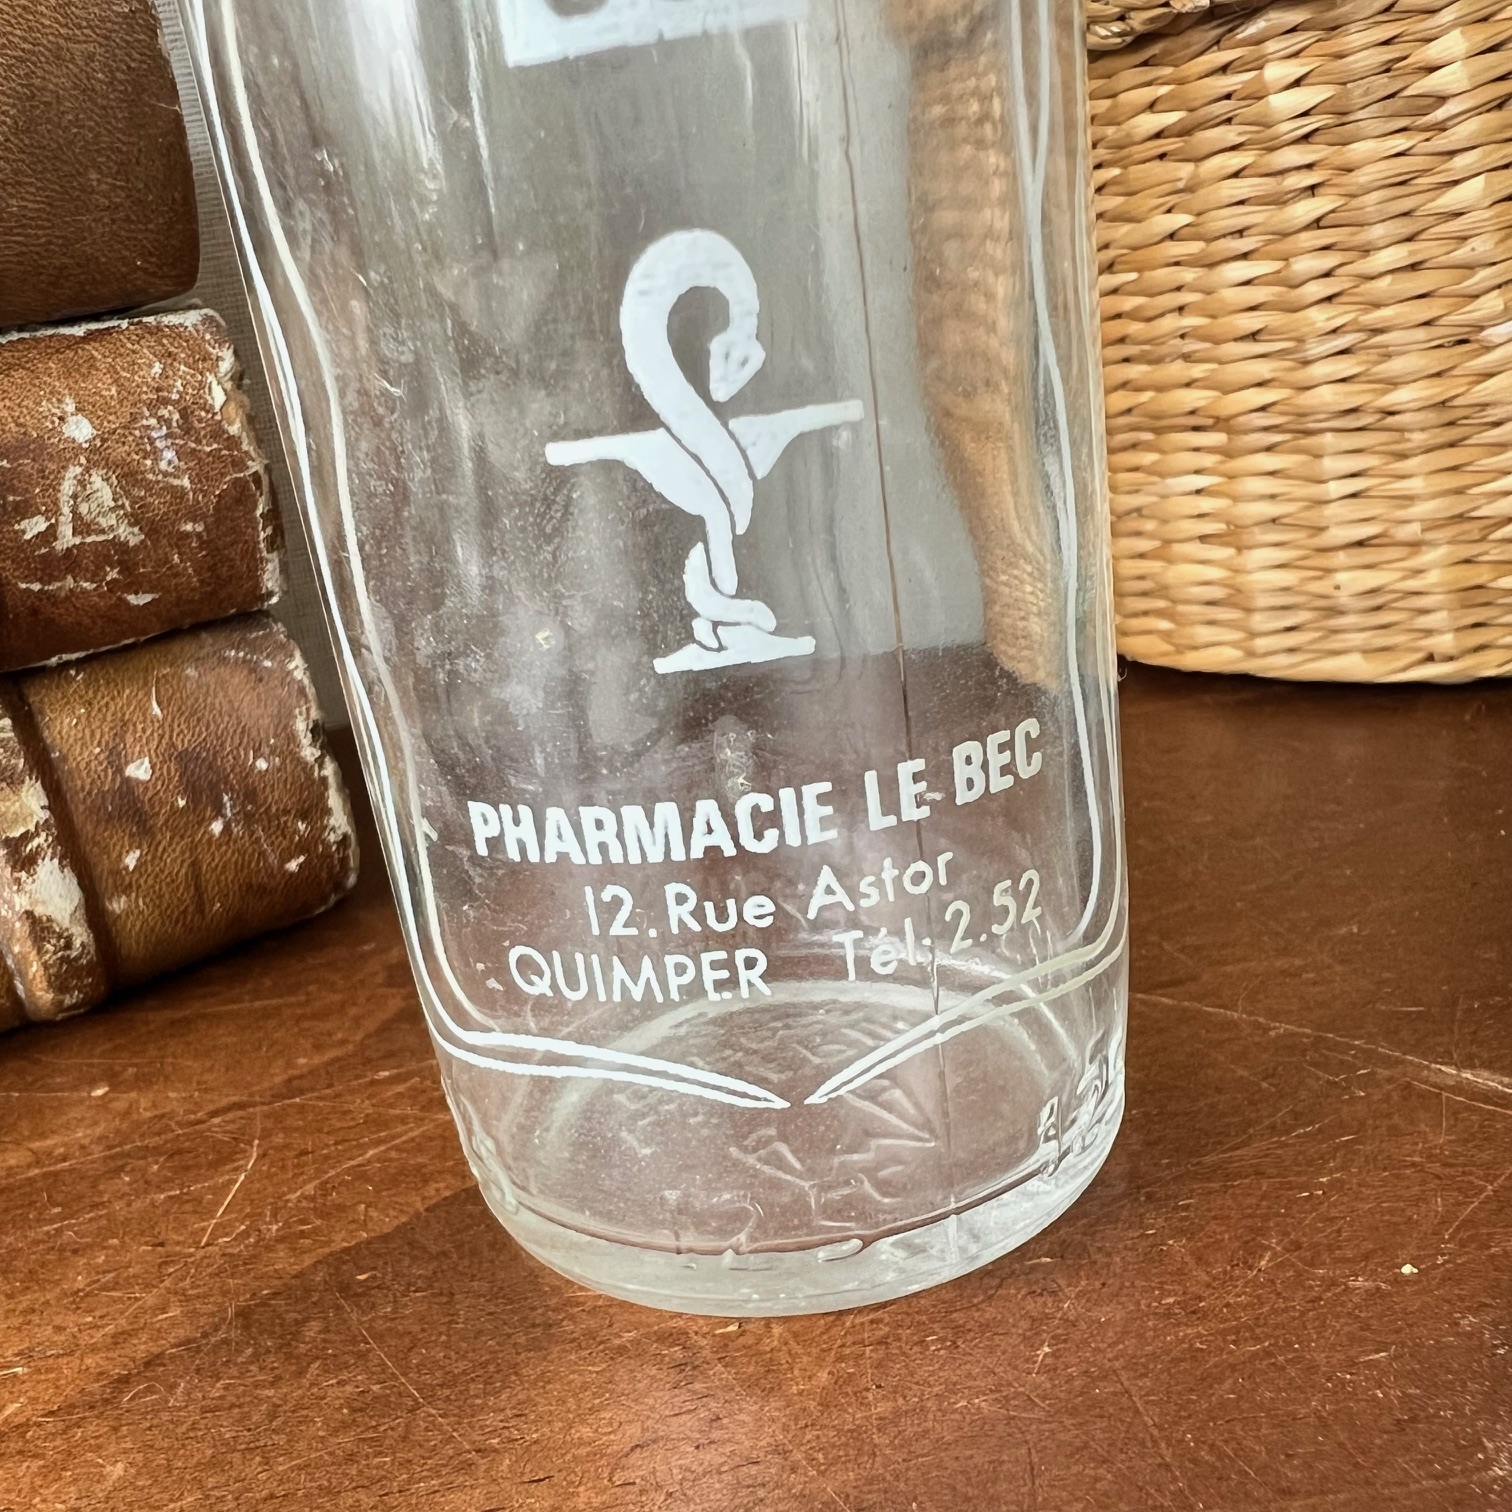 PHARMACIE LE BEC
12. Rue Astor
QUIMPER Tél: 2.52